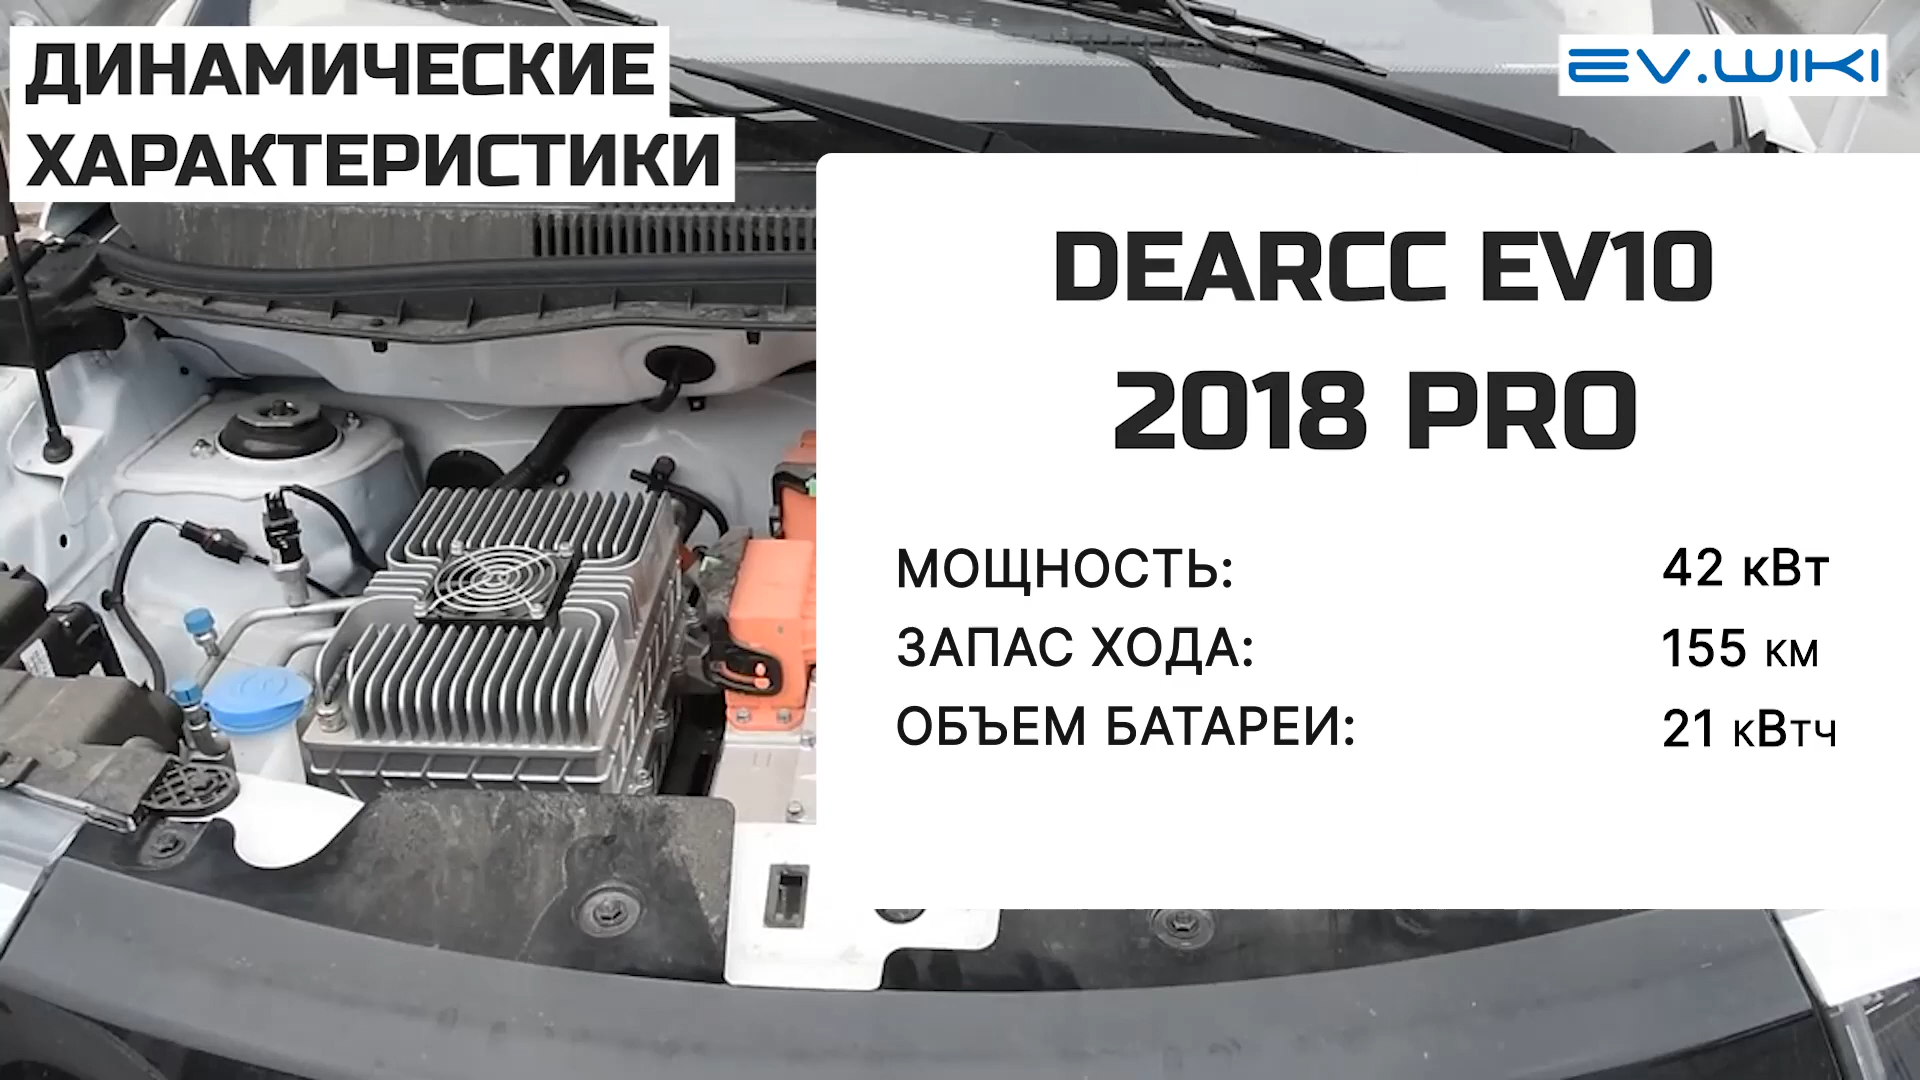 ДИНАМИЧЕСКИЕ
ХАРАКТЕРИСТИКИ
EV.WIKI
DEARCC EV10
2018 PRO
МОЩНОСТЬ: 42 кВт
ЗАПАС ХОДА: 155 км
ОБЪЕМ БАТАРЕИ: 21 кВтч